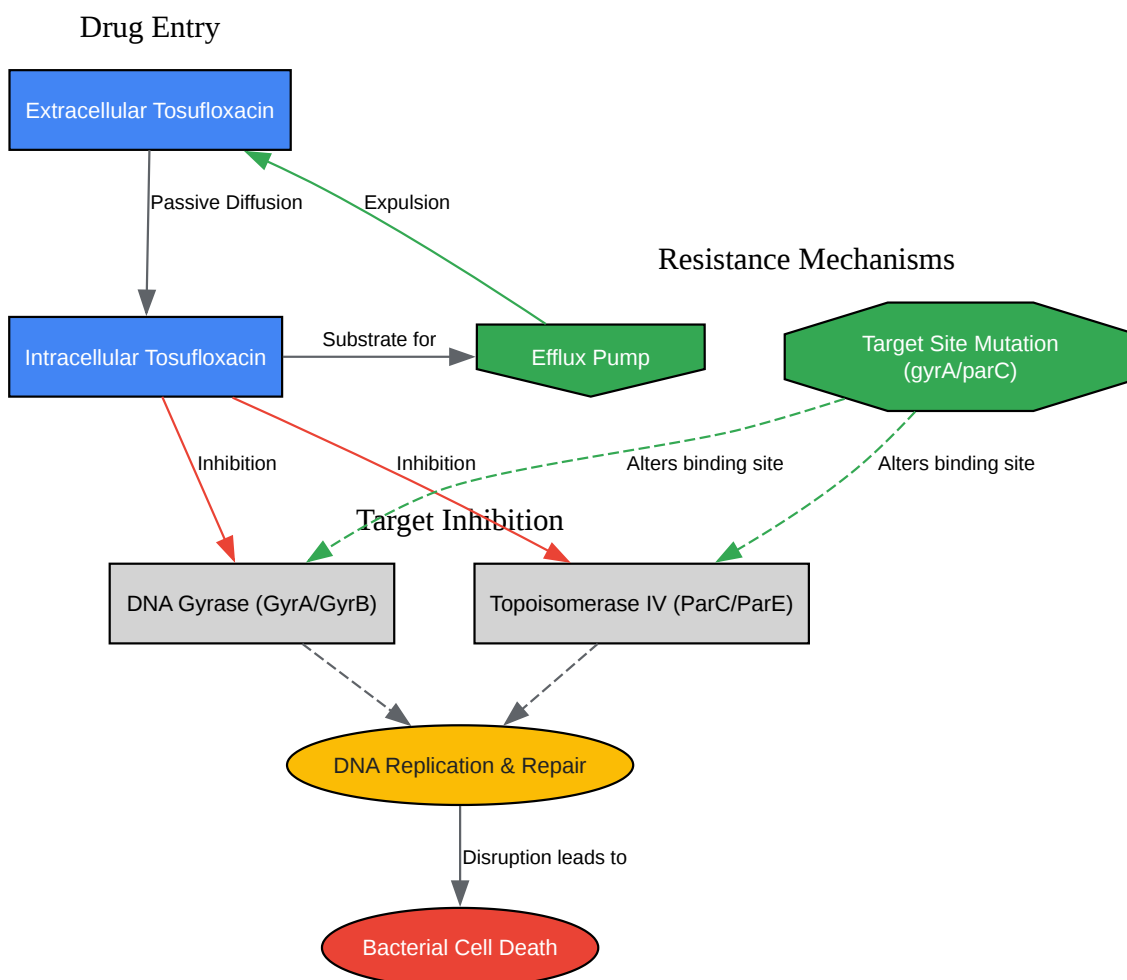 Drug Entry
Extracellular Tosufloxacin
Passive Diffusion
Expulsion
Resistance Mechanisms
Intracellular Tosufloxacin
Substrate for
Efflux Pump
Target Site Mutation
(gyrA/parC)
Inhibition
Inhibition
Alters binding site
Alters binding site
Target Inhibition
DNA Gyrase (GyrA/GyrB)
Topoisomerase IV (ParC/ParE)
DNA Replication & Repair
Disruption leads to
Bacterial Cell Death